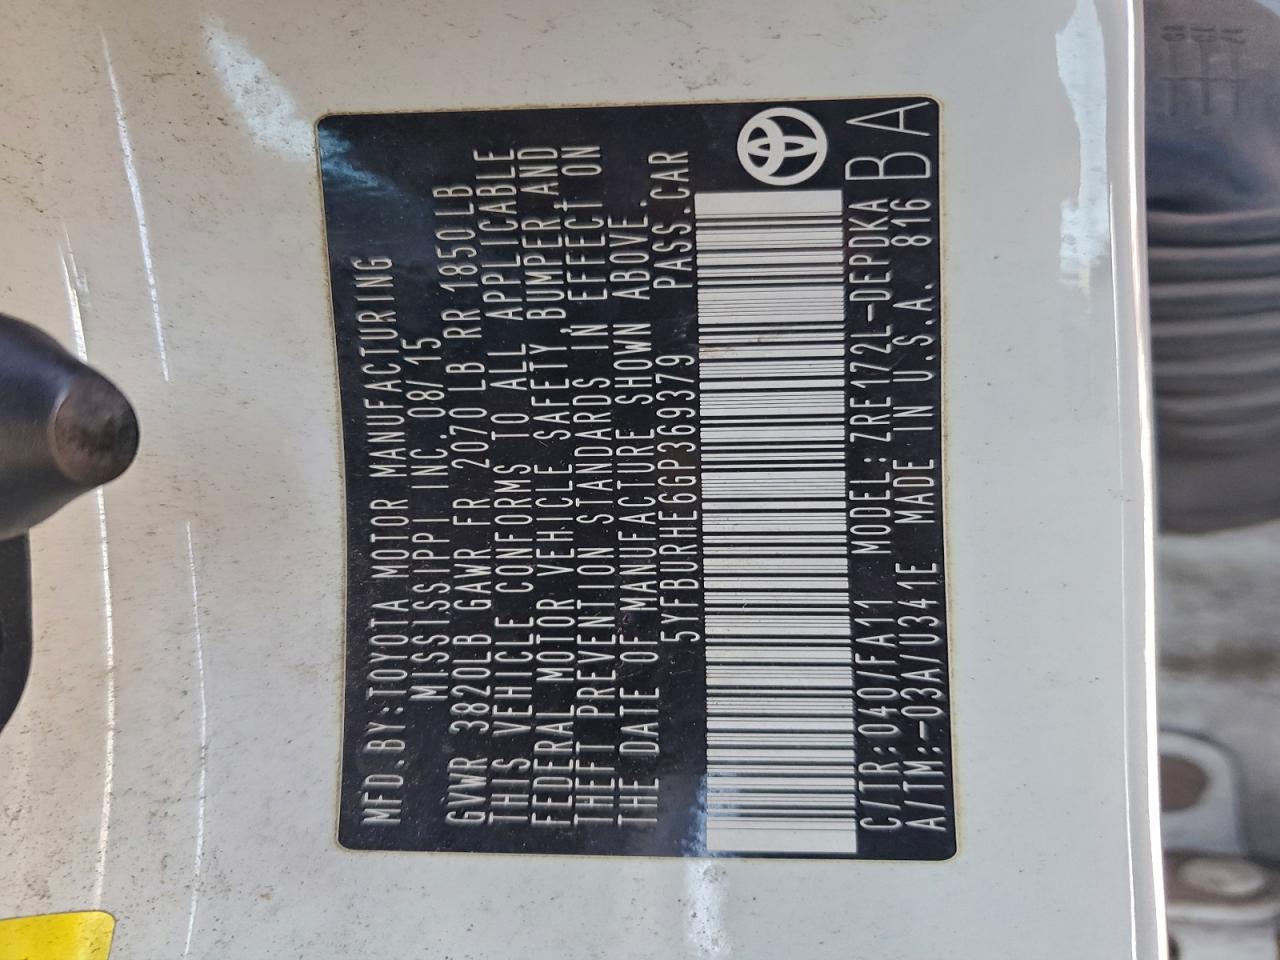 MFD.BY:TOYOTA MOTOR MANUFACTURING
MISSISSIPPI INC. 08/15
GVWR 3820LB GAWR FR 2070LB RR 1850LB
THIS VEHICLE CONFORMS TO ALL APPLICABLE
FEDERAL MOTOR VEHICLE SAFETY,BUMPER,AND
THEFT PREVENTION STANDARDS IN EFFECT ON
THE DATE OF MANUFACTURE SHOWN ABOVE.
5YFBURHE6GP369379 PASS.CAR
C/TR:040/FA11 MODEL:ZRE172L-DEPDKA
A/TM:-03A/U341E MADE IN U.S.A. 816
BA